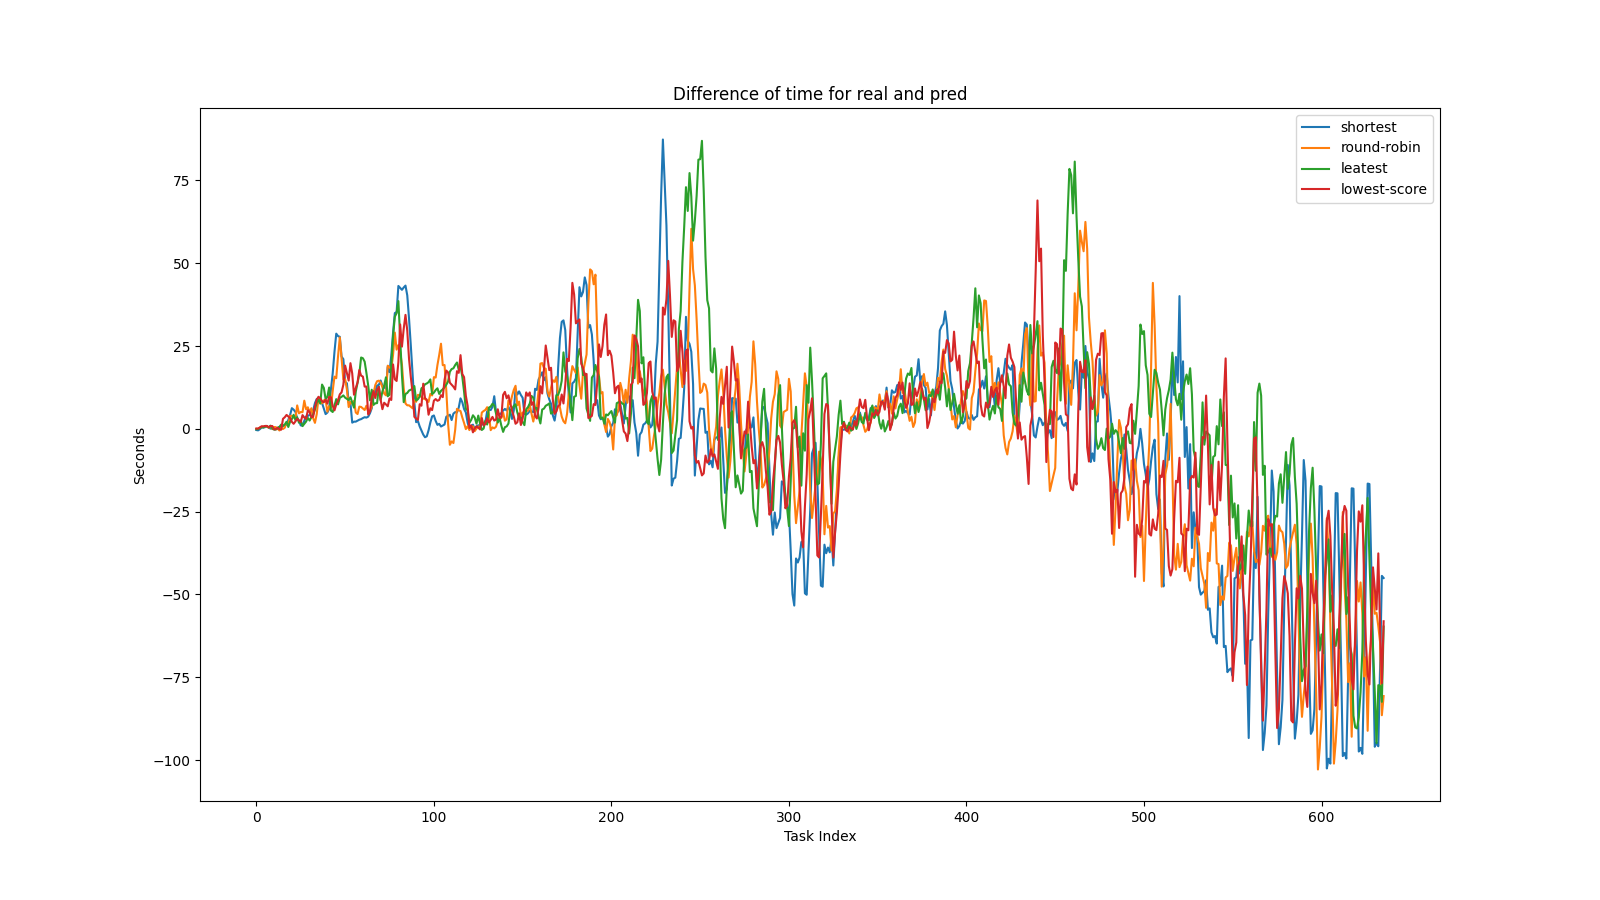 Difference of time for real and pred
shortest
round-robin
leatest
lowest-score
75
50
25
0
−25
−50
−75
−100
Seconds
0 100 200 300 400 500 600
Task Index